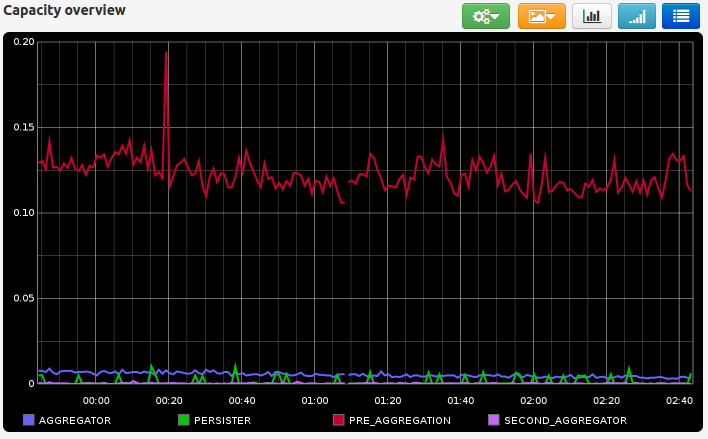 Capacity overview
0.20
0.15
0.10
0.05
0
00:00 00:20 00:40 01:00 01:20 01:40 02:00 02:20 02:40
AGGREGATOR PERSISTER PRE_AGGREGATION SECOND_AGGREGATOR